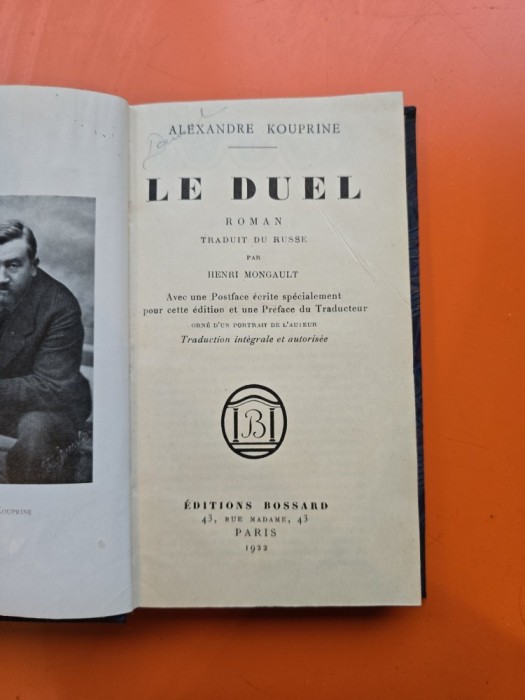 ALEXANDRE KOUPRINE
LE DUEL
ROMAN
TRADUIT DU RUSSE
PAR
HENRI MONGAULT
Avec une Postface écrite spécialement
pour cette édition et une Préface du Traducteur
ORNÉ D'UN PORTRAIT DE L'AUTEUR
Traduction intégrale et autorisée
B
ÉDITIONS BOSSARD
43, RUE MADAME, 43
PARIS
1922
KOUPRINE